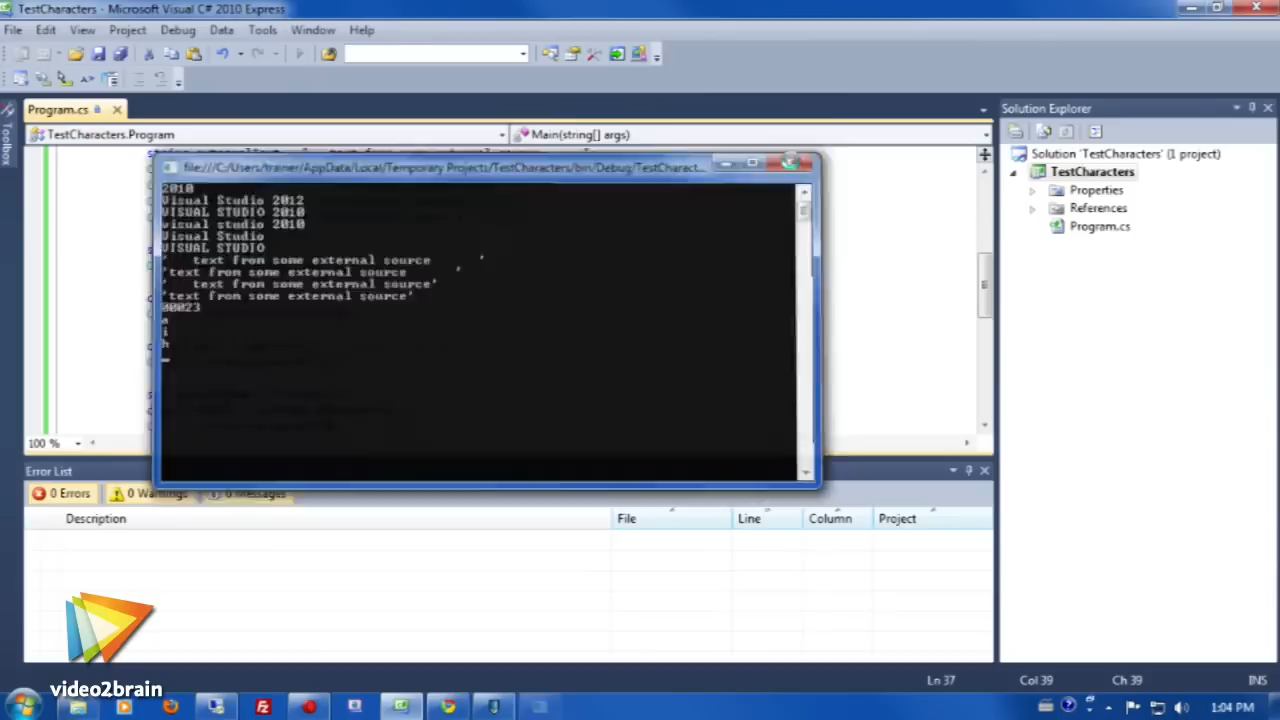 TestCharacters - Microsoft Visual C# 2010 Express
File Edit View Project Debug Data Tools Window Help
Program.cs
Solution Explorer
Toolbox
TestCharacters.Program
Main(string[] args)
Solution 'TestCharacters' (1 project)
TestCharacters
Properties
References
Program.cs
file:///C:/Users/trainer/AppData/Local/Temporary Projects/TestCharacters/bin/Debug/TestCharact...
2010
Visual Studio 2012
VISUAL STUDIO 2010
visual studio 2010
Visual Studio
VISUAL STUDIO
'   text from some external source      '
'text from some external source      '
'   text from some external source'
'text from some external source'
00023
a
i
h
100 %
Error List
0 Errors 0 Warnings 0 Messages
Description File Line Column Project
video2brain
Ln 37 Col 39 Ch 39 INS
1:04 PM